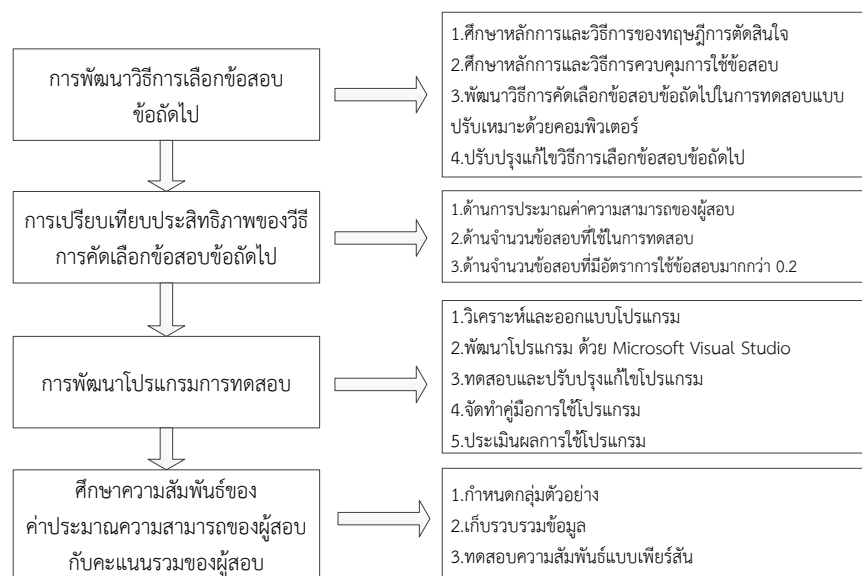 การพัฒนาวิธีการเลือกข้อสอบ
ข้อถัดไป
1.ศึกษาหลักการและวิธีการของทฤษฎีการตัดสินใจ
2.ศึกษาหลักการและวิธีการควบคุมการใช้ข้อสอบ
3.พัฒนาวิธีการคัดเลือกข้อสอบข้อถัดไปในการทดสอบแบบ
ปรับเหมาะด้วยคอมพิวเตอร์
4.ปรับปรุงแก้ไขวิธีการเลือกข้อสอบข้อถัดไป
การเปรียบเทียบประสิทธิภาพของวีธี
การคัดเลือกข้อสอบข้อถัดไป
1.ด้านการประมาณค่าความสามารถของผู้สอบ
2.ด้านจำนวนข้อสอบที่ใช้ในการทดสอบ
3.ด้านจำนวนข้อสอบที่มีอัตราการใช้ข้อสอบมากกว่า 0.2
การพัฒนาโปรแกรมการทดสอบ
1.วิเคราะห์และออกแบบโปรแกรม
2.พัฒนาโปรแกรม ด้วย Microsoft Visual Studio
3.ทดสอบและปรับปรุงแก้ไขโปรแกรม
4.จัดทำคู่มือการใช้โปรแกรม
5.ประเมินผลการใช้โปรแกรม
ศึกษาความสัมพันธ์ของ
ค่าประมาณความสามารถของผู้สอบ
กับคะแนนรวมของผู้สอบ
1.กำหนดกลุ่มตัวอย่าง
2.เก็บรวบรวมข้อมูล
3.ทดสอบความสัมพันธ์แบบเพียร์สัน